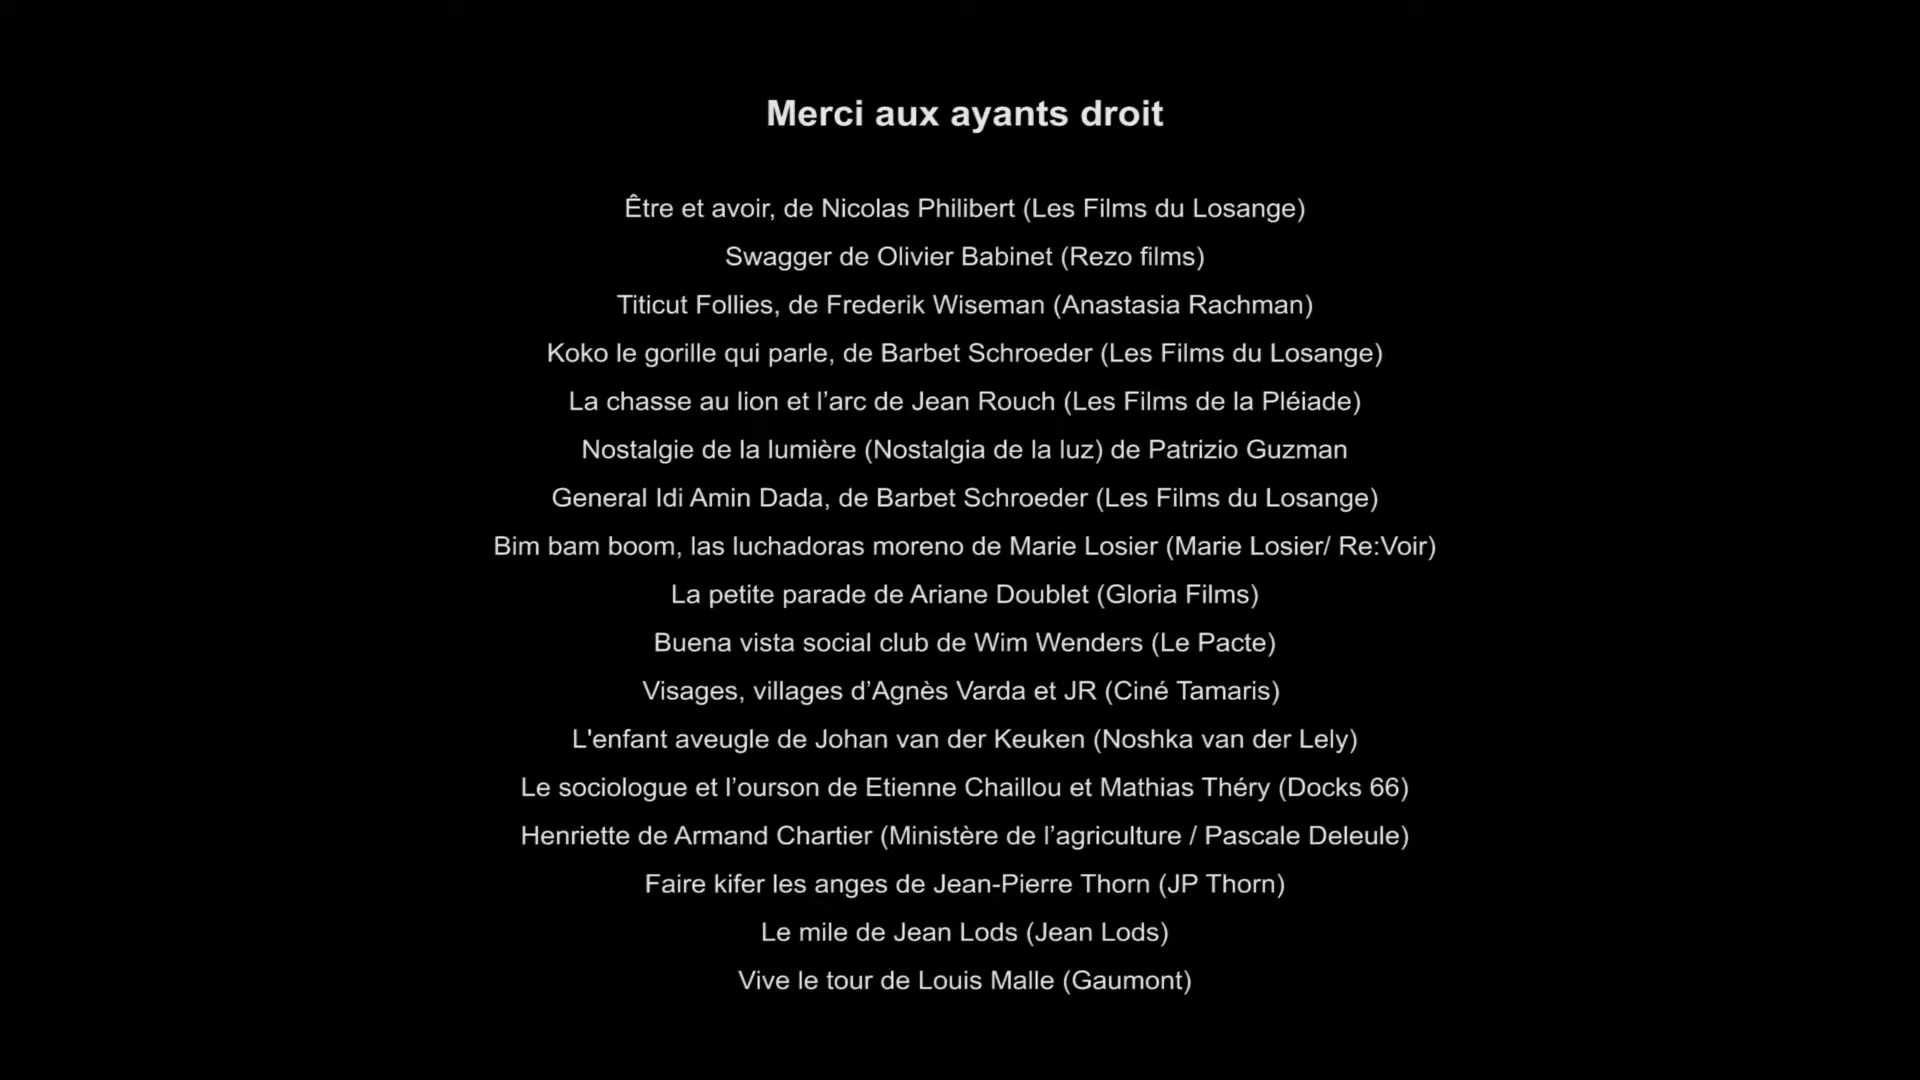 Merci aux ayants droit
Être et avoir, de Nicolas Philibert (Les Films du Losange)
Swagger de Olivier Babinet (Rezo films)
Titicut Follies, de Frederik Wiseman (Anastasia Rachman)
Koko le gorille qui parle, de Barbet Schroeder (Les Films du Losange)
La chasse au lion et l’arc de Jean Rouch (Les Films de la Pléiade)
Nostalgie de la lumière (Nostalgia de la luz) de Patrizio Guzman
General Idi Amin Dada, de Barbet Schroeder (Les Films du Losange)
Bim bam boom, las luchadoras moreno de Marie Losier (Marie Losier/ Re:Voir)
La petite parade de Ariane Doublet (Gloria Films)
Buena vista social club de Wim Wenders (Le Pacte)
Visages, villages d’Agnès Varda et JR (Ciné Tamaris)
L'enfant aveugle de Johan van der Keuken (Noshka van der Lely)
Le sociologue et l’ourson de Etienne Chaillou et Mathias Théry (Docks 66)
Henriette de Armand Chartier (Ministère de l’agriculture / Pascale Deleule)
Faire kifer les anges de Jean-Pierre Thorn (JP Thorn)
Le mile de Jean Lods (Jean Lods)
Vive le tour de Louis Malle (Gaumont)